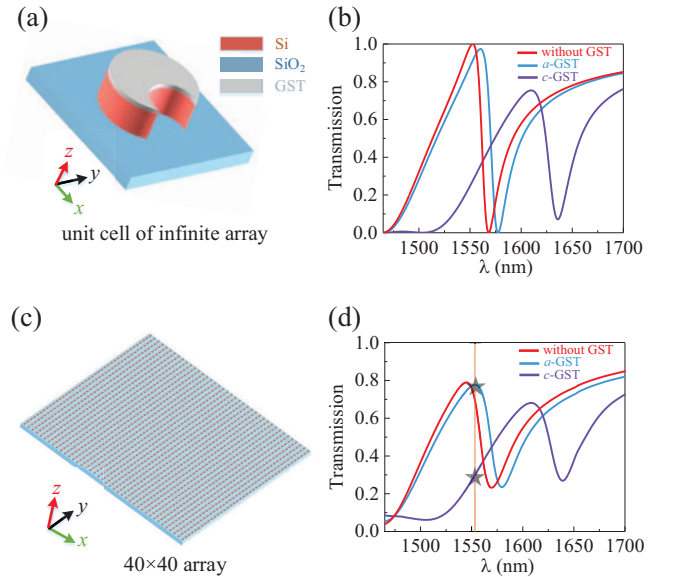 (a)
Si
SiO₂
GST
z
y
x
unit cell of infinite array
(b)
Transmission
1.0
0.8
0.6
0.4
0.2
0.0
without GST
a-GST
c-GST
1500 1550 1600 1650 1700
λ (nm)
(c)
z
y
x
40×40 array
(d)
Transmission
1.0
0.8
0.6
0.4
0.2
0.0
without GST
a-GST
c-GST
1500 1550 1600 1650 1700
λ (nm)